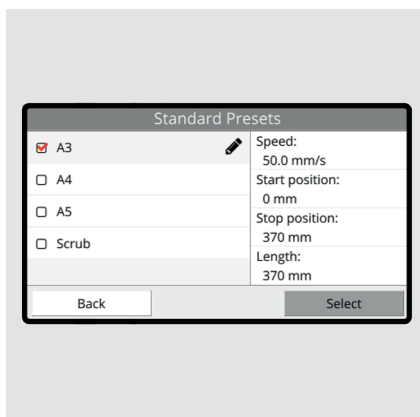 Standard Presets
A3
A4
A5
Scrub
Speed:
50.0 mm/s
Start position:
0 mm
Stop position:
370 mm
Length:
370 mm
Back
Select